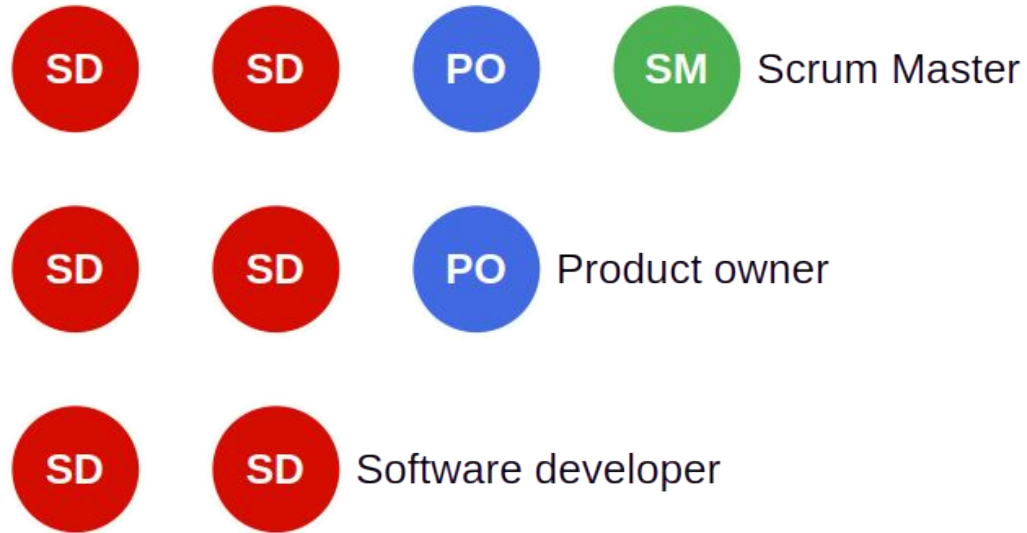 SD SD PO SM Scrum Master
SD SD PO Product owner
SD SD Software developer